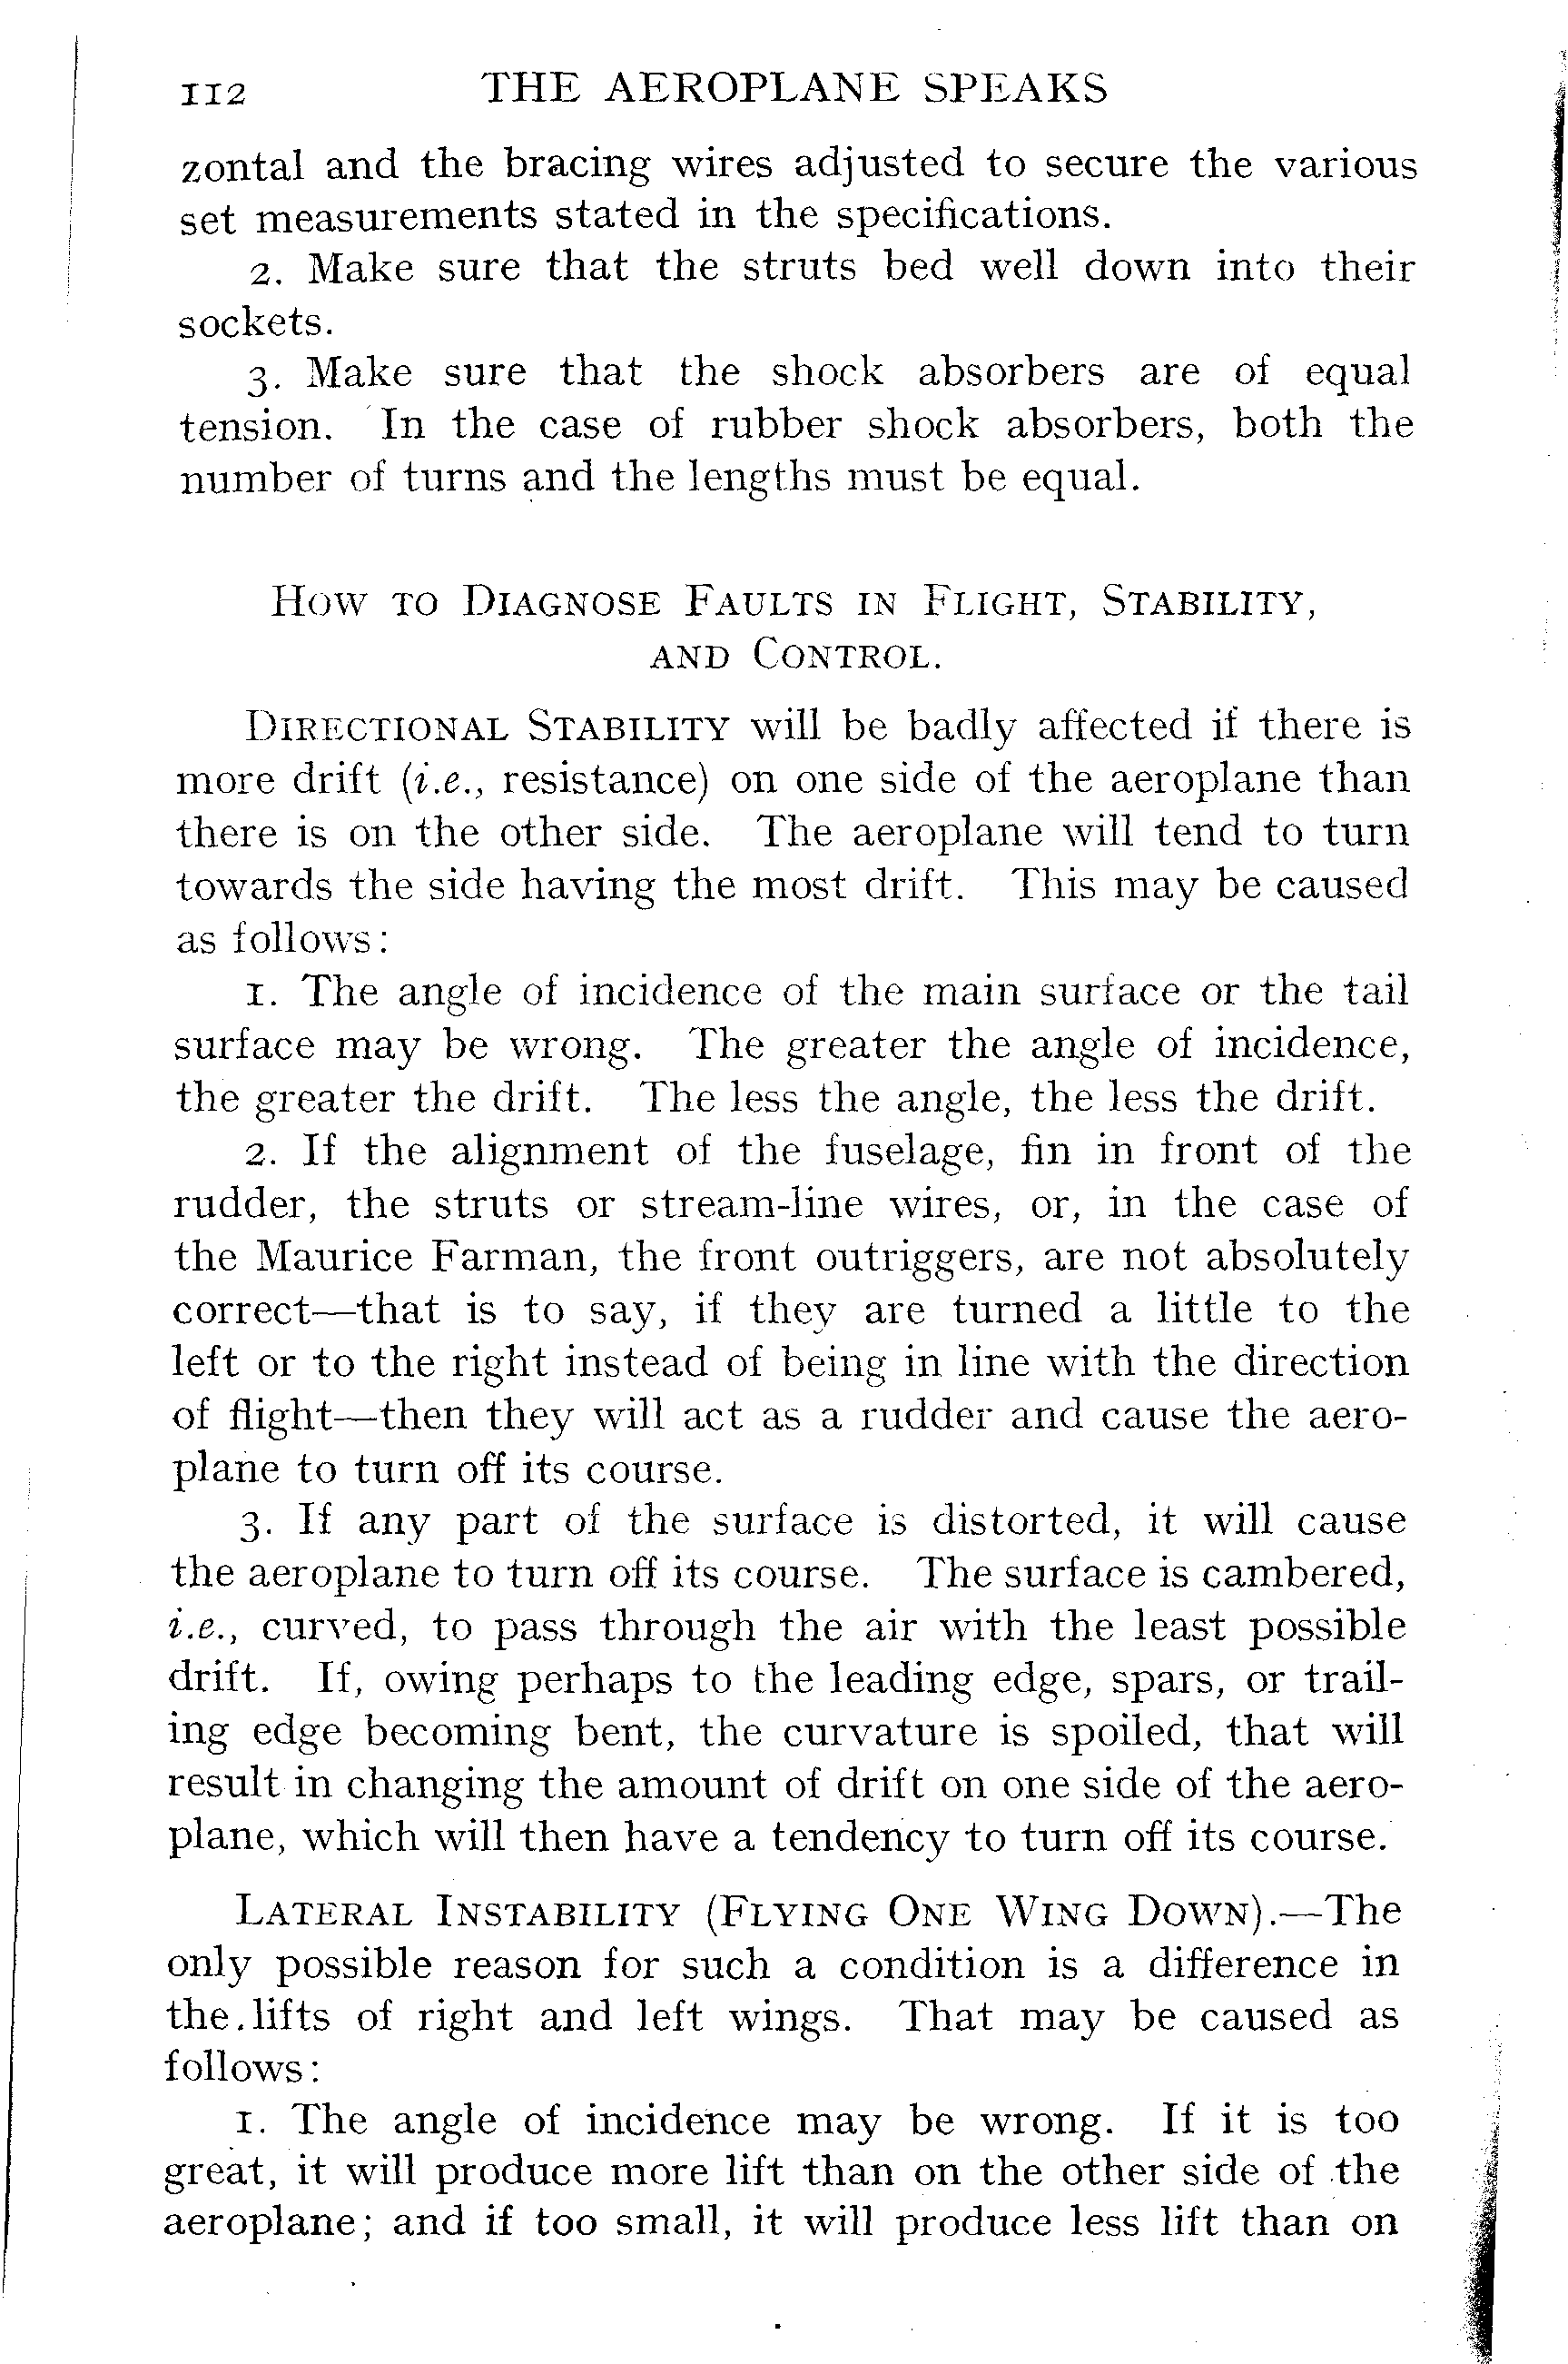 112 THE AEROPLANE SPEAKS
zontal and the bracing wires adjusted to secure the various
set measurements stated in the specifications.
2. Make sure that the struts bed well down into their
sockets.
3. Make sure that the shock absorbers are of equal
tension. In the case of rubber shock absorbers, both the
number of turns and the lengths must be equal.
HOW TO DIAGNOSE FAULTS IN FLIGHT, STABILITY,
AND CONTROL.
DIRECTIONAL STABILITY will be badly affected if there is
more drift (i.e., resistance) on one side of the aeroplane than
there is on the other side. The aeroplane will tend to turn
towards the side having the most drift. This may be caused
as follows:
1. The angle of incidence of the main surface or the tail
surface may be wrong. The greater the angle of incidence,
the greater the drift. The less the angle, the less the drift.
2. If the alignment of the fuselage, fin in front of the
rudder, the struts or stream-line wires, or, in the case of
the Maurice Farman, the front outriggers, are not absolutely
correct—that is to say, if they are turned a little to the
left or to the right instead of being in line with the direction
of flight—then they will act as a rudder and cause the aero-
plane to turn off its course.
3. If any part of the surface is distorted, it will cause
the aeroplane to turn off its course. The surface is cambered,
i.e., curved, to pass through the air with the least possible
drift. If, owing perhaps to the leading edge, spars, or trail-
ing edge becoming bent, the curvature is spoiled, that will
result in changing the amount of drift on one side of the aero-
plane, which will then have a tendency to turn off its course.
LATERAL INSTABILITY (FLYING ONE WING DOWN).—The
only possible reason for such a condition is a difference in
the lifts of right and left wings. That may be caused as
follows:
1. The angle of incidence may be wrong. If it is too
great, it will produce more lift than on the other side of the
aeroplane; and if too small, it will produce less lift than on